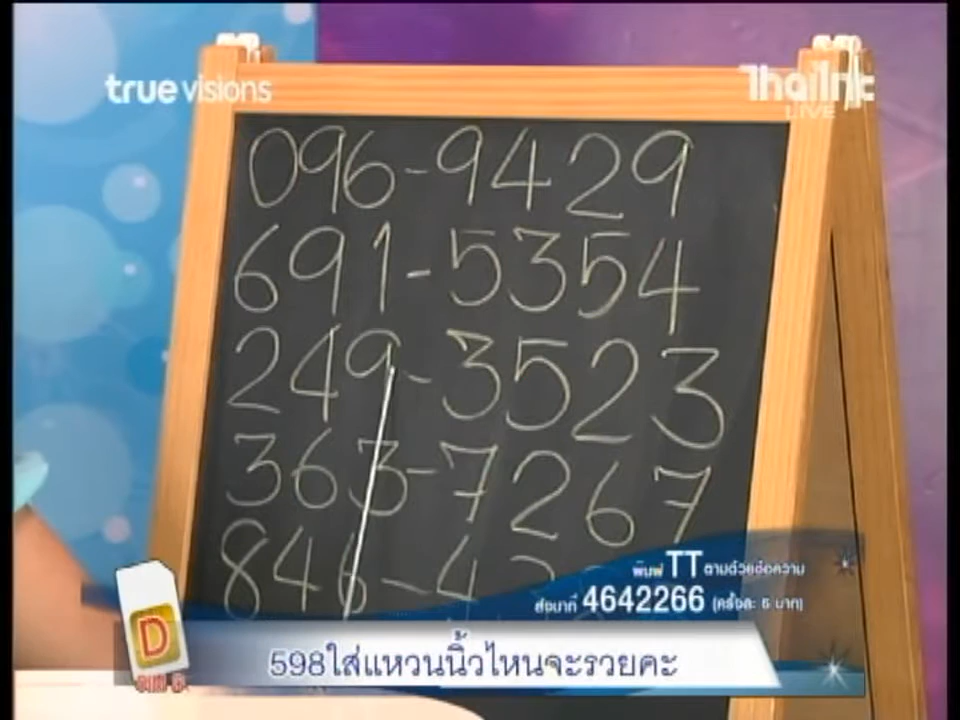 true visions
ThaiThic
LIVE
096-9429
691-5354
249-3523
363-7267
846-4
พิมพ์ TT ตามด้วยข้อความ
ส่งมาที่ 4642266 (ครั้งละ 6 บาท)
D
598ใส่แหวนนิ้วไหนจะรวยคะ